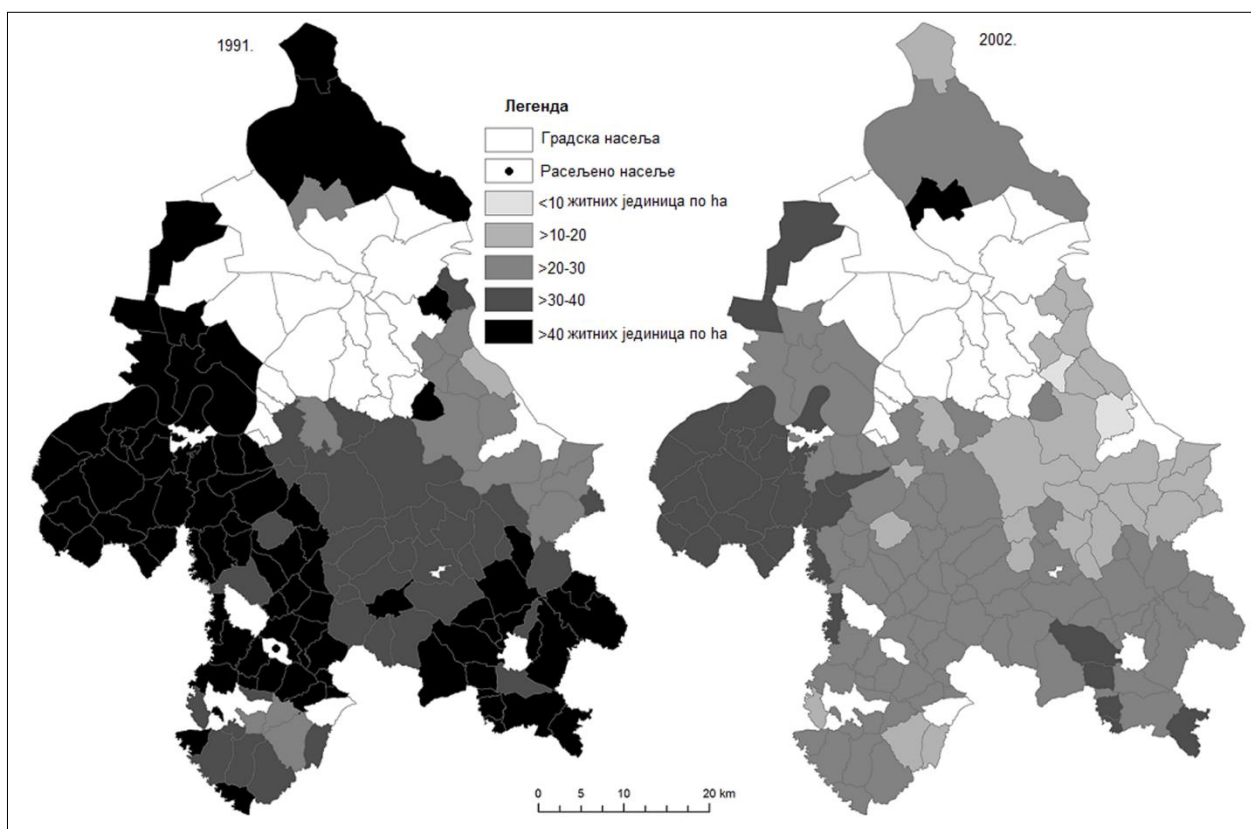 1991.
2002.
Легенда
Градска насеља
Расељено насеље
<10 житних јединица по ha
>10-20
>20-30
>30-40
>40 житних јединица по ha
0 5 10 20 km